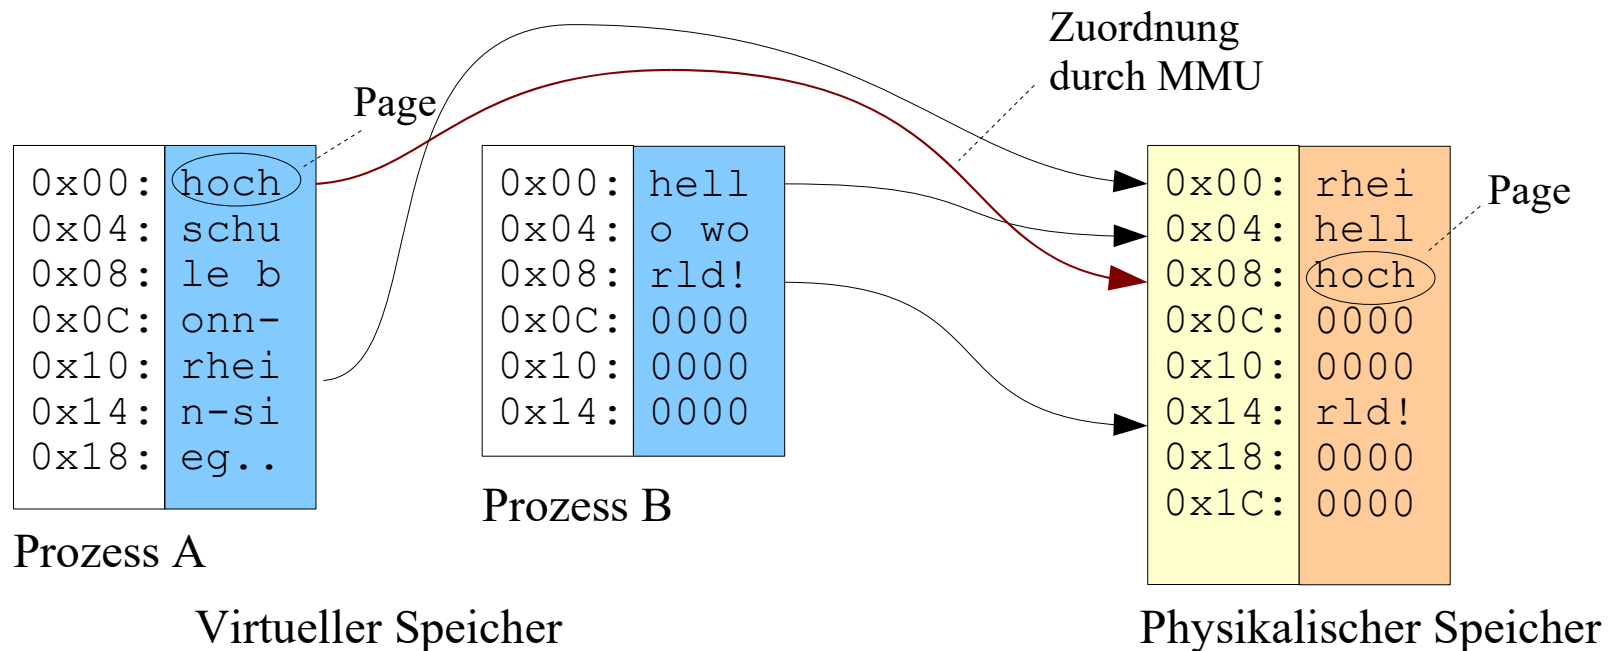 Zuordnung
durch MMU
Page
0x00: hoch
0x04: schu
0x08: le b
0x0C: onn-
0x10: rhei
0x14: n-si
0x18: eg..
Prozess A
0x00: hell
0x04: o wo
0x08: rld!
0x0C: 0000
0x10: 0000
0x14: 0000
Prozess B
Virtueller Speicher
0x00: rhei
0x04: hell
0x08: hoch
0x0C: 0000
0x10: 0000
0x14: rld!
0x18: 0000
0x1C: 0000
Page
Physikalischer Speicher